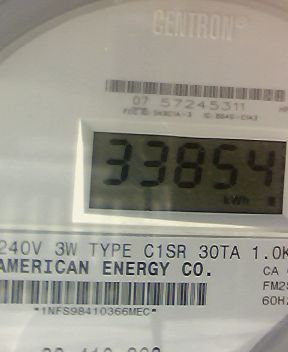 CENTRON®
07 57245311
33854
kWh
240V 3W TYPE C1SR 30TA 1.0K
AMERICAN ENERGY CO.
CA
FM2S
60HZ
*1NFS98410366MEC*